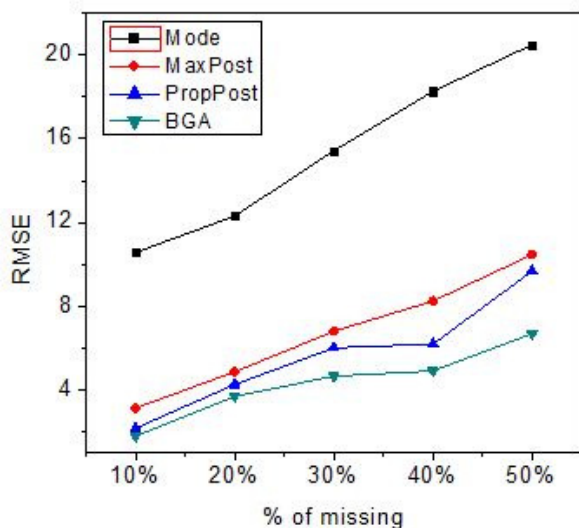 Mode
MaxPost
PropPost
BGA
20
16
12
8
4
RMSE
10%
20%
30%
40%
50%
% of missing